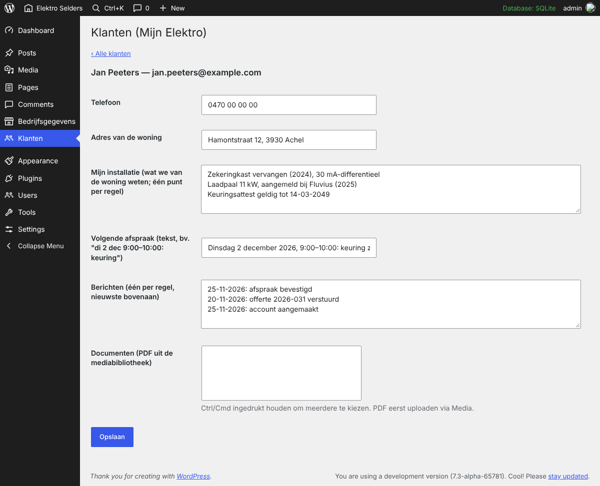 Elektro Selders Ctrl+K 0 New Database: SQLite admin
Dashboard
Posts
Media
Pages
Comments
Bedrijfsgegevens
Klanten
Appearance
Plugins
Users
Tools
Settings
Collapse Menu
Klanten (Mijn Elektro)
‹ Alle klanten
Jan Peeters — jan.peeters@example.com
Telefoon
0470 00 00 00
Adres van de woning
Hamontstraat 12, 3930 Achel
Mijn installatie (wat we van
de woning weten; één punt
per regel)
Zekeringkast vervangen (2024), 30 mA-differentieel
Laadpaal 11 kW, aangemeld bij Fluvius (2025)
Keuringsattest geldig tot 14-03-2049
Volgende afspraak (tekst, bv.
"di 2 dec 9:00–10:00:
keuring")
Dinsdag 2 december 2026, 9:00–10:00: keuring
Berichten (één per regel,
nieuwste bovenaan)
25-11-2026: afspraak bevestigd
20-11-2026: offerte 2026-031 verstuurd
25-11-2026: account aangemaakt
Documenten (PDF uit de
mediabibliotheek)
Ctrl/Cmd ingedrukt houden om meerdere te kiezen. PDF eerst uploaden via Media.
Opslaan
Thank you for creating with WordPress.
You are using a development version (7.3-alpha-65781). Cool! Please stay updated.